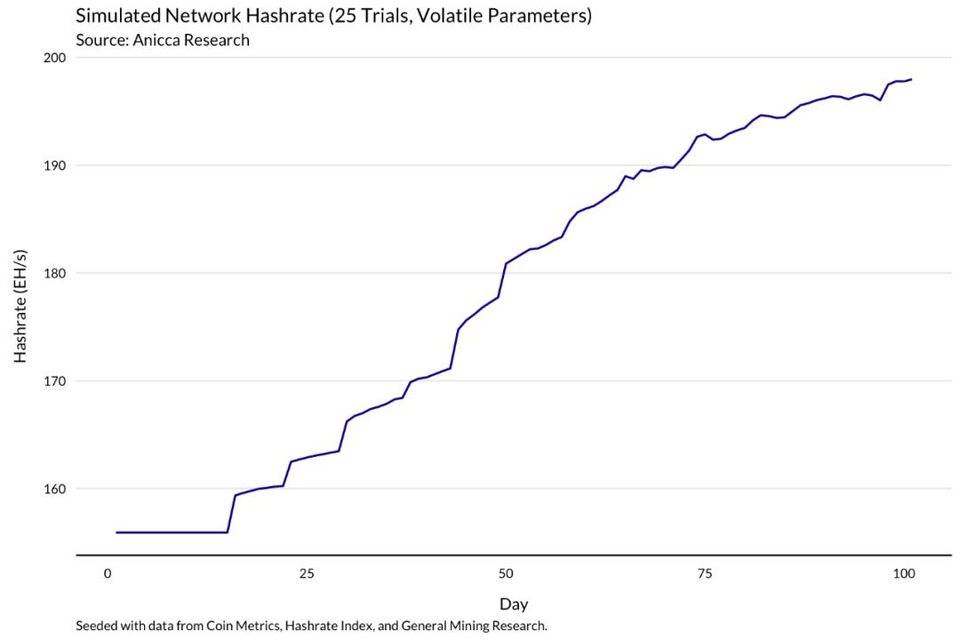 Simulated Network Hashrate (25 Trials, Volatile Parameters)
Source: Anicca Research
200
190
180
170
160
Hashrate (EH/s)
0 25 50 75 100
Day
Seeded with data from Coin Metrics, Hashrate Index, and General Mining Research.